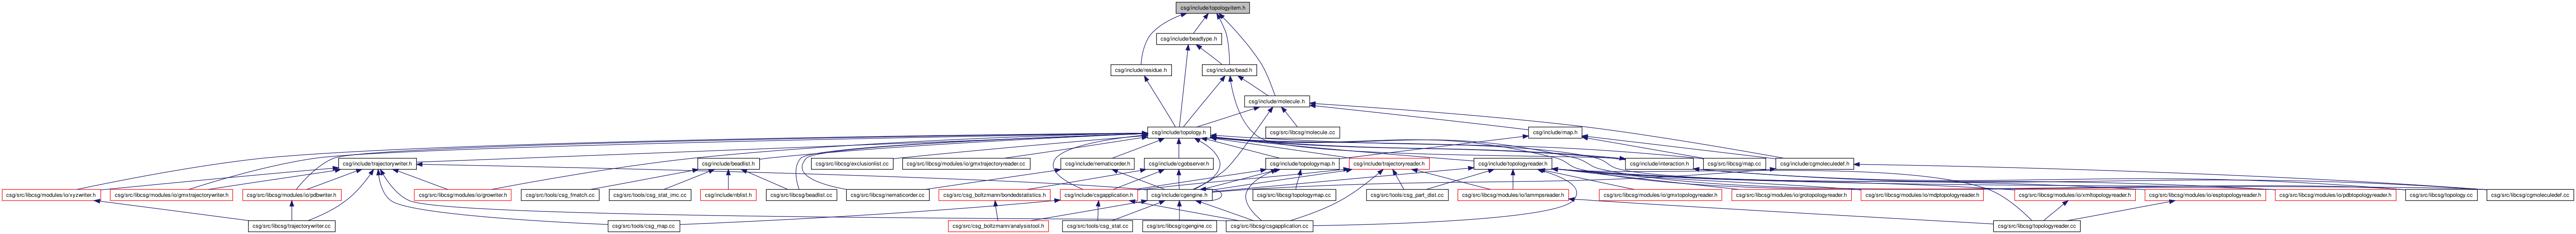 csg/include/topologyitem.h
csg/include/beadtype.h
csg/include/residue.h
csg/include/bead.h
csg/include/molecule.h
csg/include/topology.h
csg/src/libcsg/molecule.cc
csg/include/map.h
csg/include/trajectorywriter.h
csg/include/beadlist.h
csg/src/libcsg/exclusionlist.cc
csg/src/libcsg/modules/io/gmxtrajectoryreader.cc
csg/include/nematicorder.h
csg/include/cgobserver.h
csg/include/topologymap.h
csg/include/trajectoryreader.h
csg/include/topologyreader.h
csg/include/interaction.h
csg/src/libcsg/map.cc
csg/include/cgmoleculedef.h
csg/src/libcsg/modules/io/xyzwriter.h
csg/src/libcsg/modules/io/gmxtrajectorywriter.h
csg/src/libcsg/modules/io/pdbwriter.h
csg/src/libcsg/modules/io/growriter.h
csg/src/tools/csg_fmatch.cc
csg/src/tools/csg_stat_imc.cc
csg/include/nblist.h
csg/src/libcsg/beadlist.cc
csg/src/libcsg/nematicorder.cc
csg/src/csg_boltzmann/bondedstatistics.h
csg/include/csgapplication.h
csg/include/cgengine.h
csg/src/libcsg/topologymap.cc
csg/src/tools/csg_part_dist.cc
csg/src/libcsg/modules/io/lammpsreader.h
csg/src/libcsg/modules/io/gmxtopologyreader.h
csg/src/libcsg/modules/io/grotopologyreader.h
csg/src/libcsg/modules/io/mdptopologyreader.h
csg/src/libcsg/modules/io/xmltopologyreader.h
csg/src/libcsg/modules/io/esptopologyreader.h
csg/src/libcsg/modules/io/pdbtopologyreader.h
csg/src/libcsg/topology.cc
csg/src/libcsg/cgmoleculedef.cc
csg/src/libcsg/trajectorywriter.cc
csg/src/tools/csg_map.cc
csg/src/csg_boltzmann/analysistool.h
csg/src/tools/csg_stat.cc
csg/src/libcsg/cgengine.cc
csg/src/libcsg/csgapplication.cc
csg/src/libcsg/topologyreader.cc